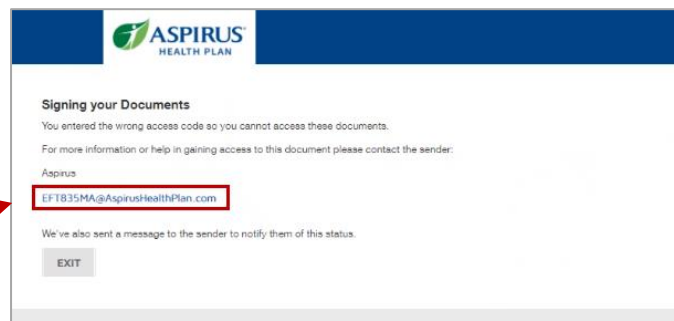 ASPIRUS
HEALTH PLAN
Signing your Documents
You entered the wrong access code so you cannot access these documents.
For more information or help in gaining access to this document please contact the sender:
Aspirus
EFT835MA@AspirusHealthPlan.com
We've also sent a message to the sender to notify them of this status.
EXIT